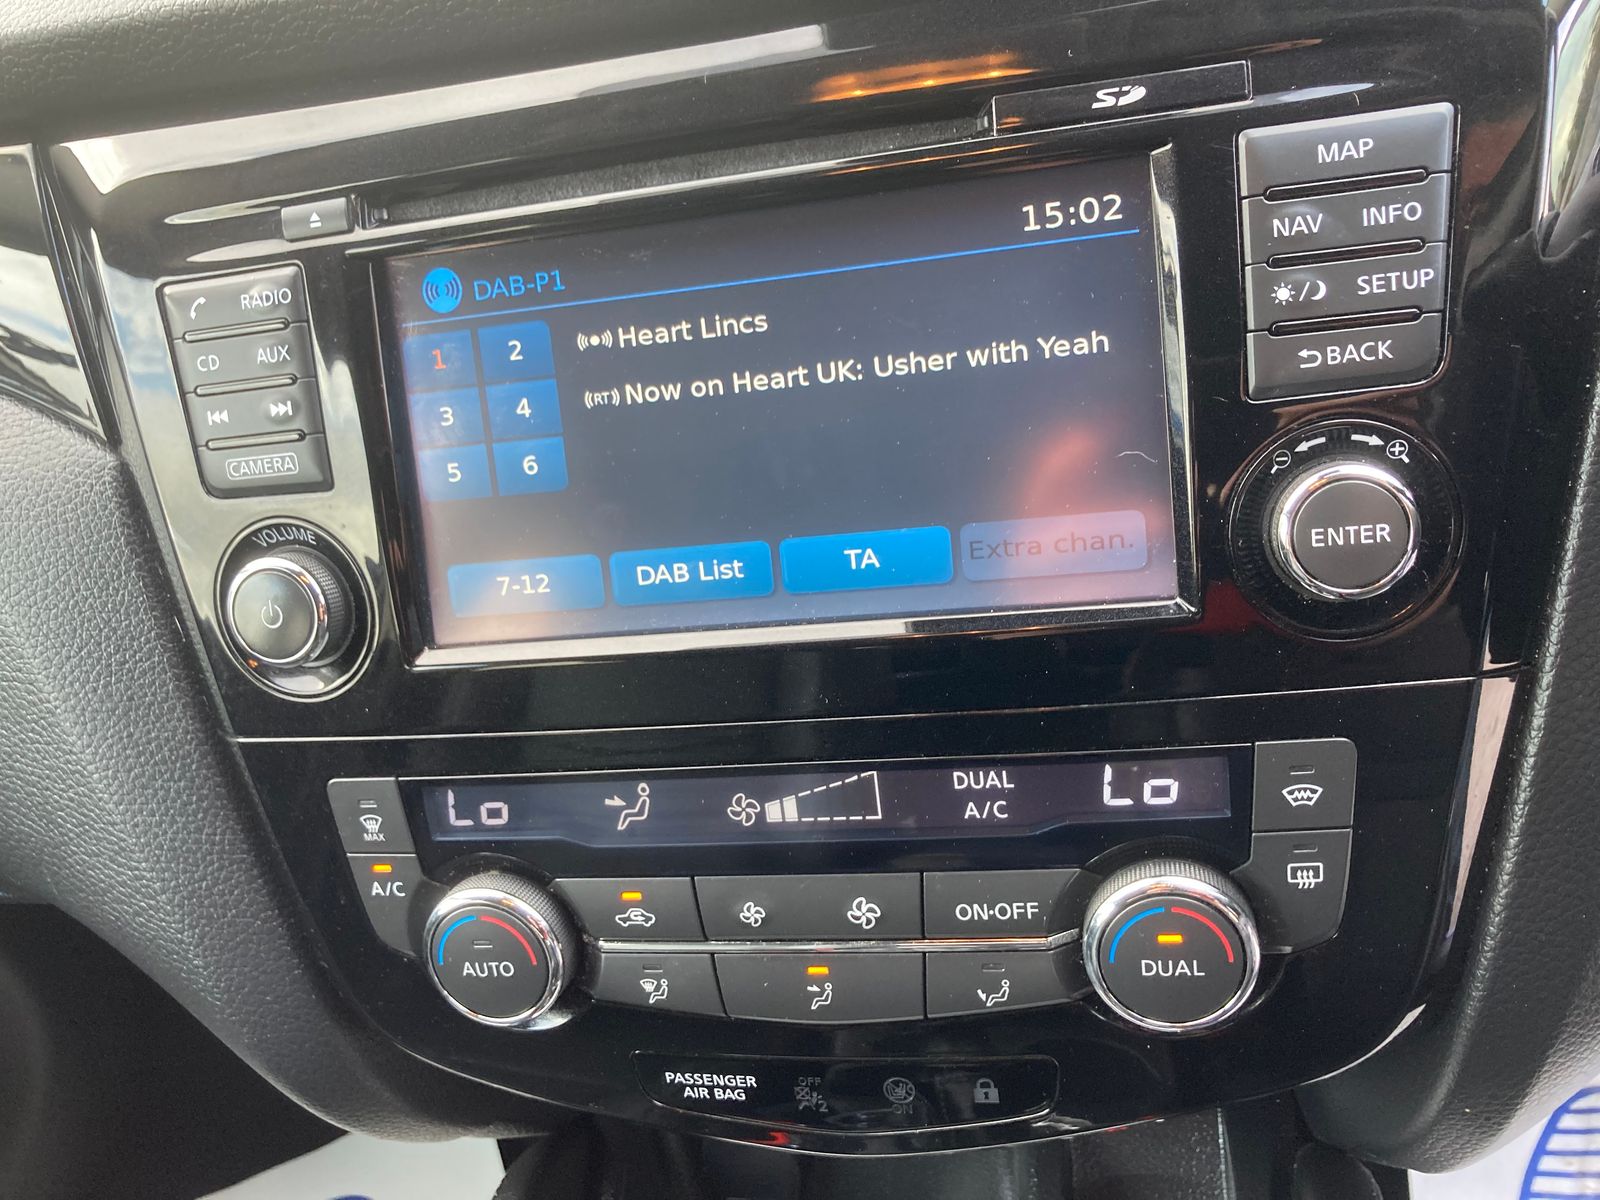 SD
MAP
NAV INFO
SETUP
BACK
ENTER
RADIO
CD AUX
CAMERA
VOLUME
15:02
DAB-P1
1 2
3 4
5 6
Heart Lincs
RT Now on Heart UK: Usher with Yeah
7-12 DAB List TA Extra chan.
MAX
A/C
Lo
DUAL
A/C
Lo
AUTO
ON·OFF
DUAL
PASSENGER
AIR BAG
OFF
2
ON